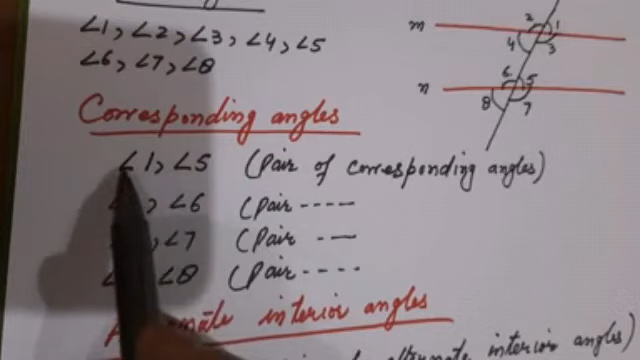 m
2 1
4 3
∠1, ∠2, ∠3, ∠4, ∠5
∠6, ∠7, ∠8
6 5
n
8 7
Corresponding angles
∠1, ∠5 (Pair of corresponding angles)
, ∠6 (Pair ----
, ∠7 (Pair ---
∠8 (Pair ----
interior angles
alternate interior angles)